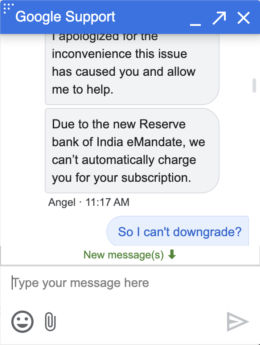 Google Support
I apologized for the
inconvenience this issue
has caused you and allow
me to help.
Due to the new Reserve
bank of India eMandate, we
can't automatically charge
you for your subscription.
Angel · 11:17 AM
So I can't downgrade?
New message(s)
Type your message here